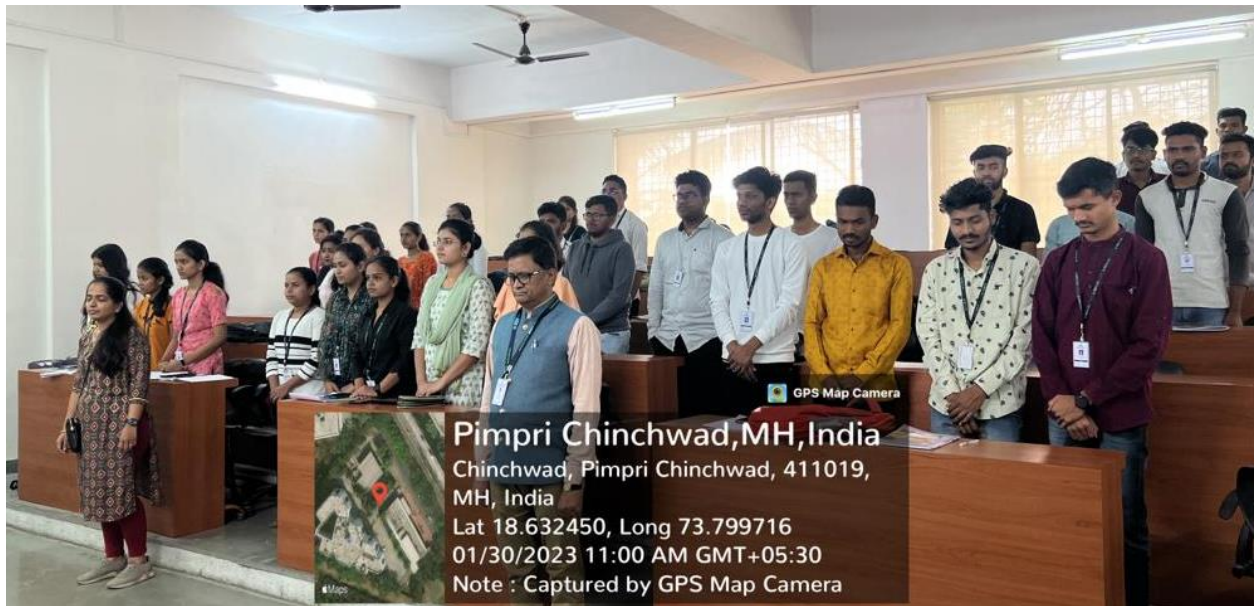 GPS Map Camera
Pimpri Chinchwad,MH,India
Chinchwad, Pimpri Chinchwad, 411019,
MH, India
Lat 18.632450, Long 73.799716
01/30/2023 11:00 AM GMT+05:30
Note : Captured by GPS Map Camera
Maps